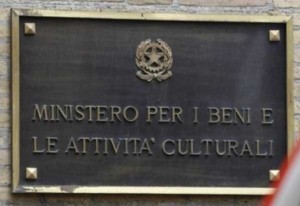 MINISTERO PER I BENI E
LE ATTIVITA' CULTURALI